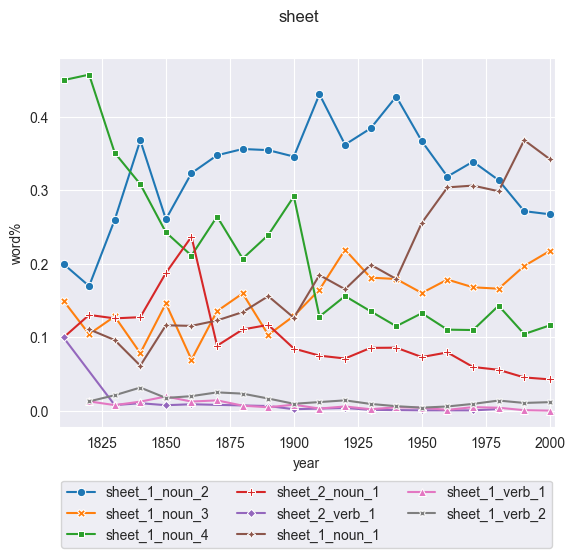 sheet
0.4
0.3
0.2
0.1
0.0
word%
1825 1850 1875 1900 1925 1950 1975 2000
year
sheet_1_noun_2 sheet_2_noun_1 sheet_1_verb_1
sheet_1_noun_3 sheet_2_verb_1 sheet_1_verb_2
sheet_1_noun_4 sheet_1_noun_1